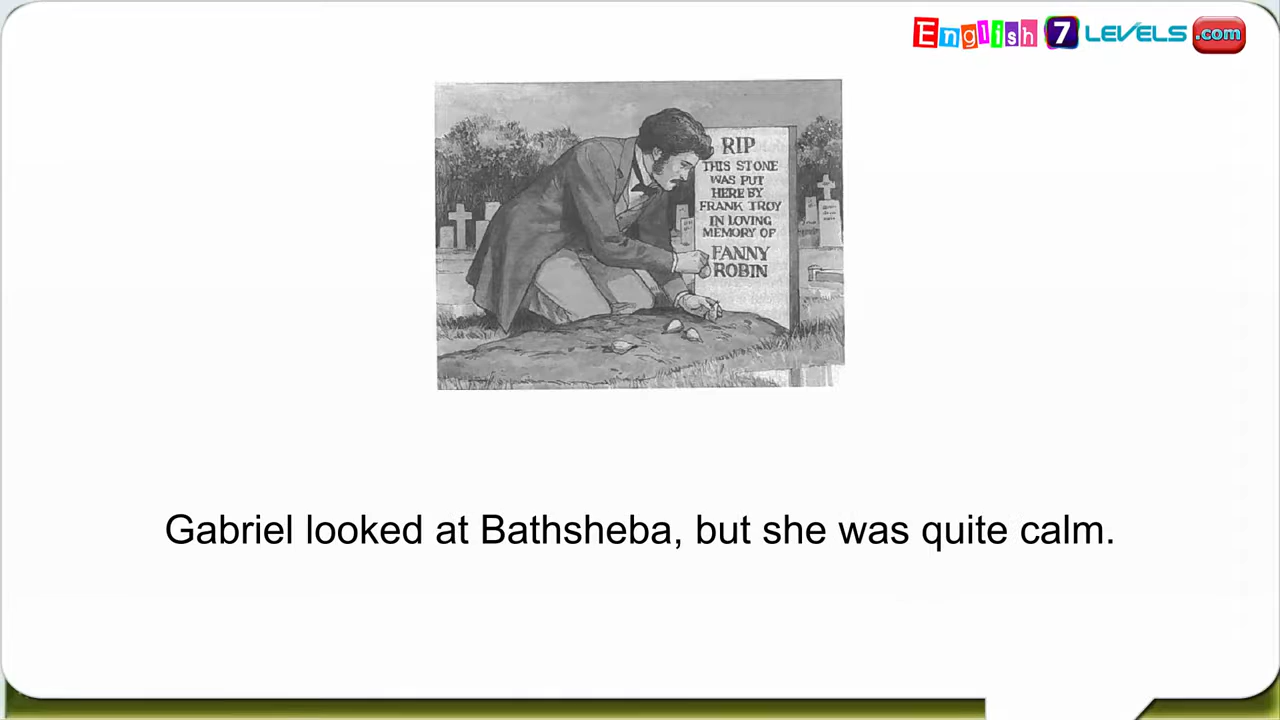 English 7 LEVELS .com
RIP
THIS STONE
WAS PUT
HERE BY
FRANK TROY
IN LOVING
MEMORY OF
FANNY
ROBIN
Gabriel looked at Bathsheba, but she was quite calm.